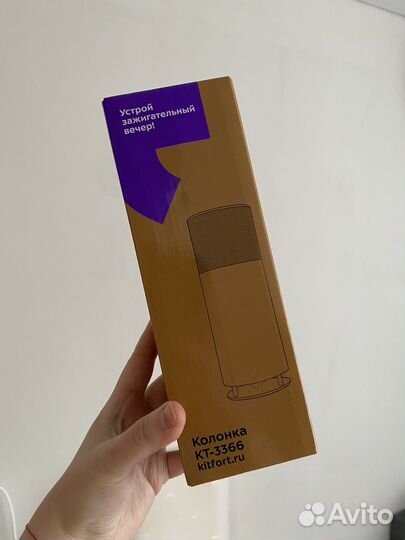 Устрой
зажигательный
вечер!
Колонка
КТ-3366
kitfort.ru
Avito